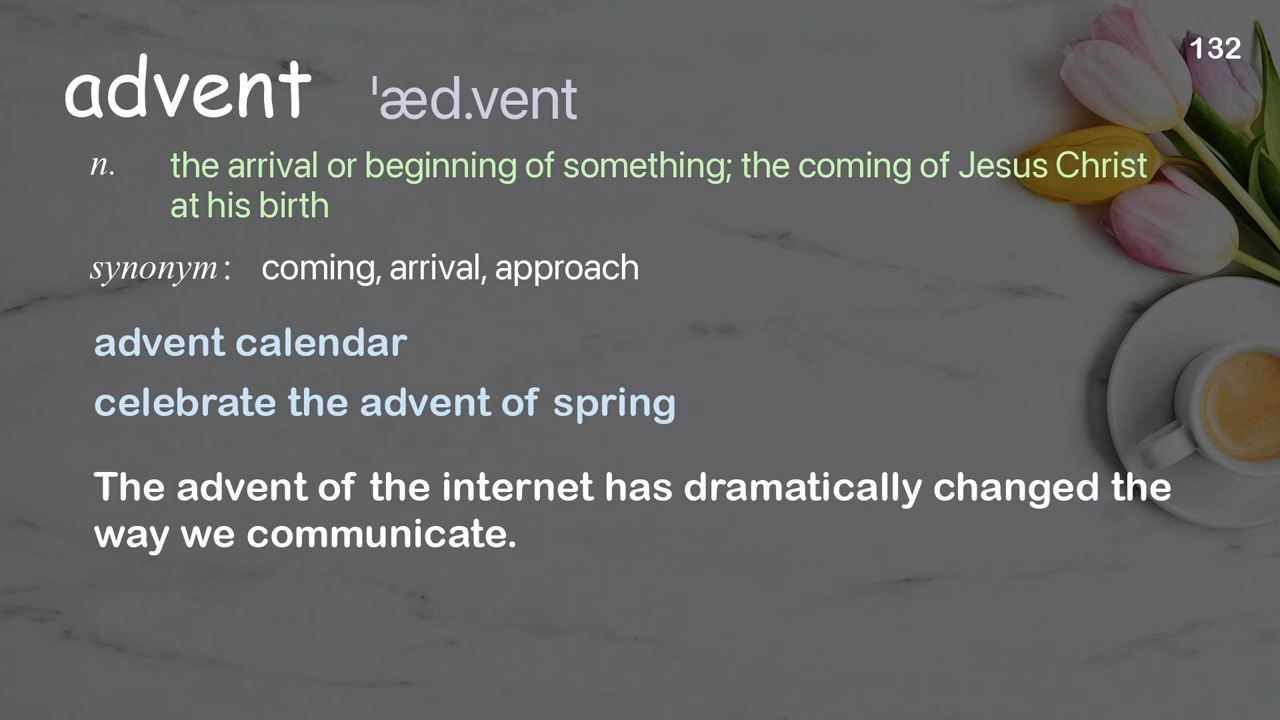 132
advent ˈæd.vent
n. the arrival or beginning of something; the coming of Jesus Christ
at his birth
synonym: coming, arrival, approach
advent calendar
celebrate the advent of spring
The advent of the internet has dramatically changed the
way we communicate.